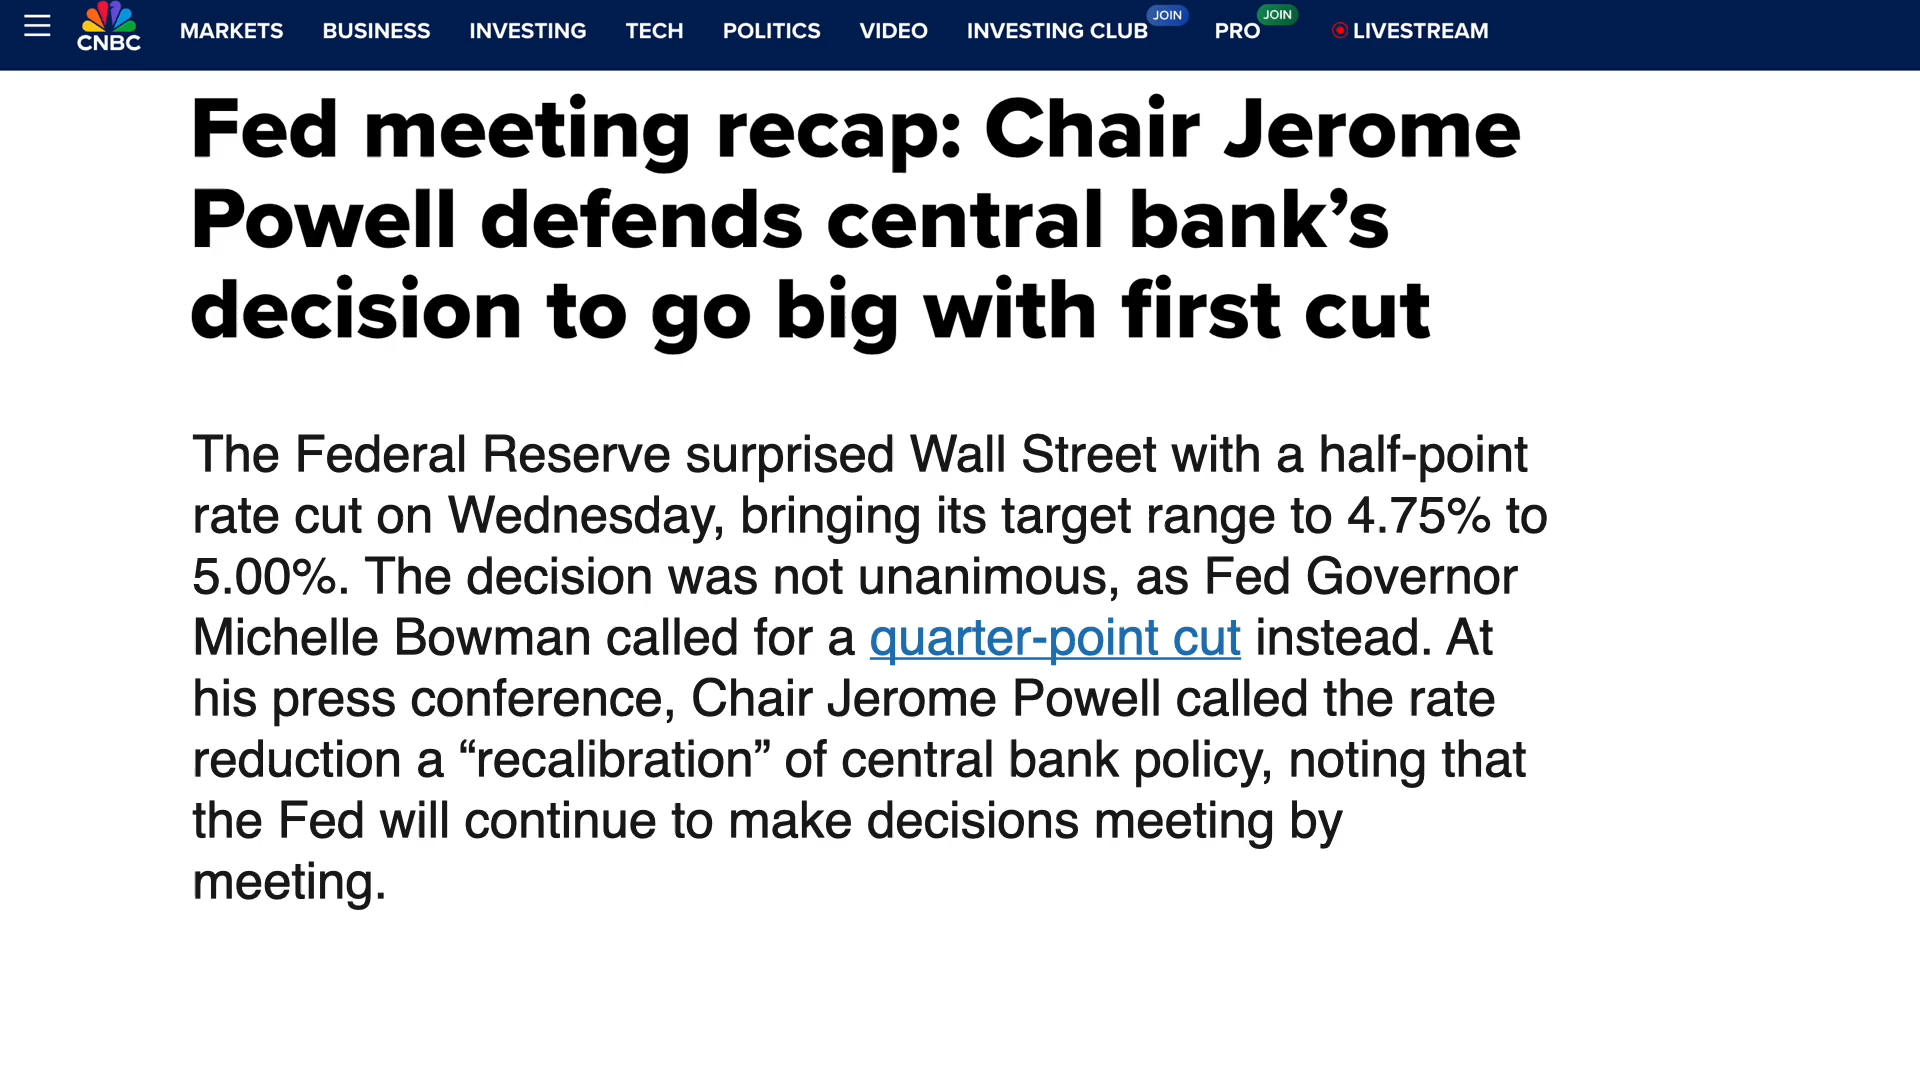 CNBC
MARKETS BUSINESS INVESTING TECH POLITICS VIDEO INVESTING CLUB JOIN PRO JOIN LIVESTREAM
Fed meeting recap: Chair Jerome
Powell defends central bank’s
decision to go big with first cut
The Federal Reserve surprised Wall Street with a half-point
rate cut on Wednesday, bringing its target range to 4.75% to
5.00%. The decision was not unanimous, as Fed Governor
Michelle Bowman called for a quarter-point cut instead. At
his press conference, Chair Jerome Powell called the rate
reduction a “recalibration” of central bank policy, noting that
the Fed will continue to make decisions meeting by
meeting.